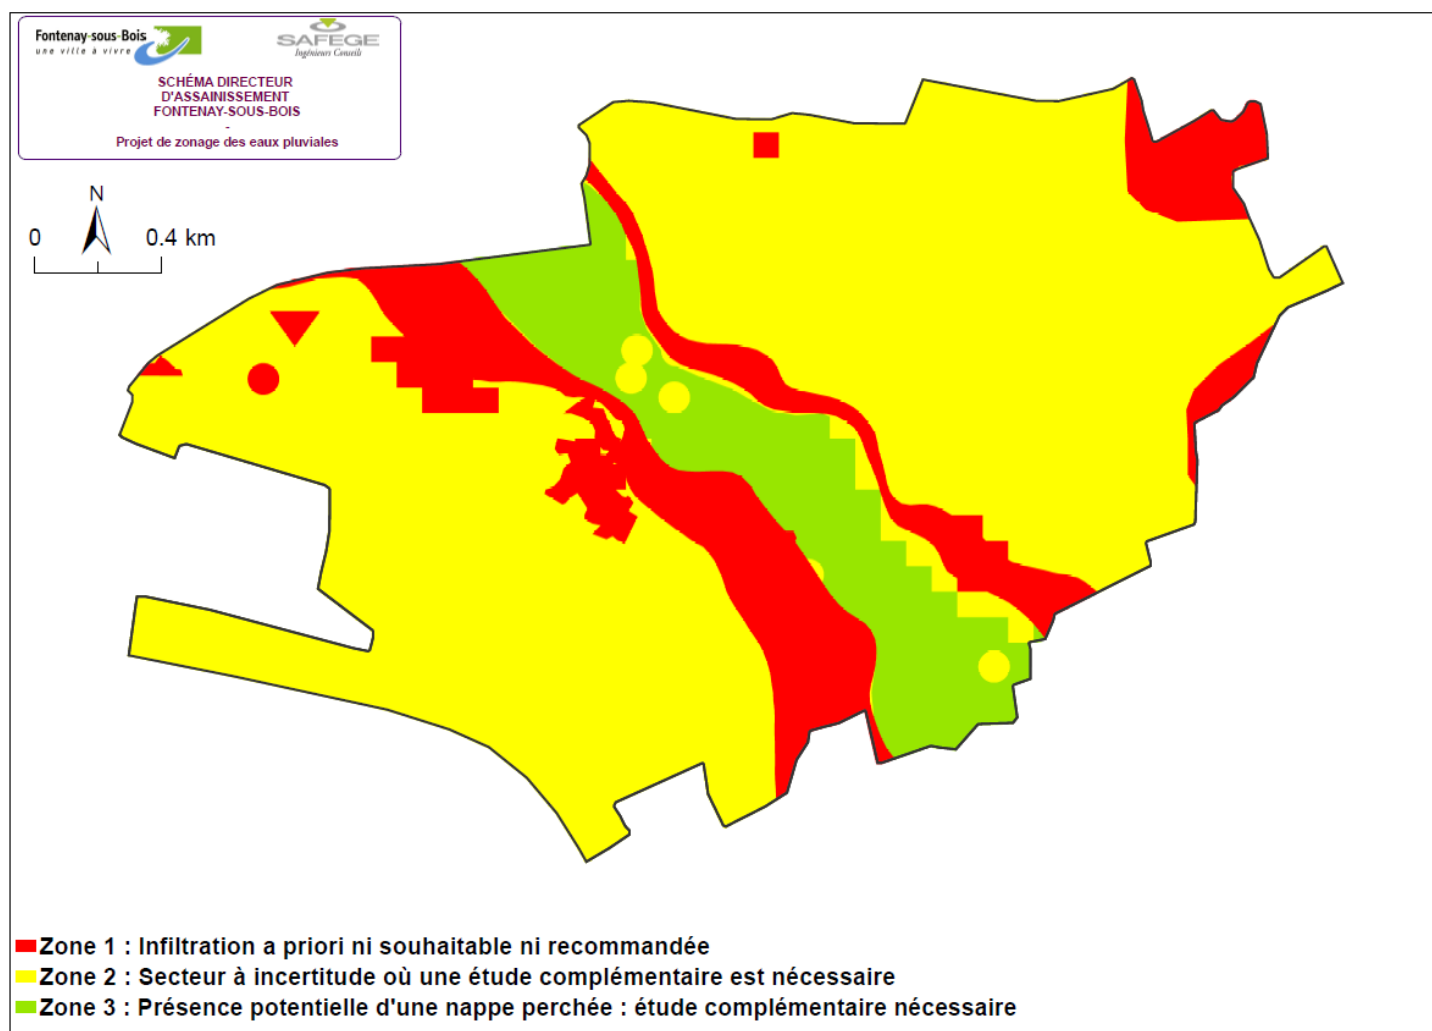 Fontenay-sous-Bois
une ville à vivre
SAFEGE
Ingénieurs Conseils
SCHÉMA DIRECTEUR
D'ASSAINISSEMENT
FONTENAY-SOUS-BOIS
-
Projet de zonage des eaux pluviales
N
0 0.4 km
Zone 1 : Infiltration a priori ni souhaitable ni recommandée
Zone 2 : Secteur à incertitude où une étude complémentaire est nécessaire
Zone 3 : Présence potentielle d'une nappe perchée : étude complémentaire nécessaire